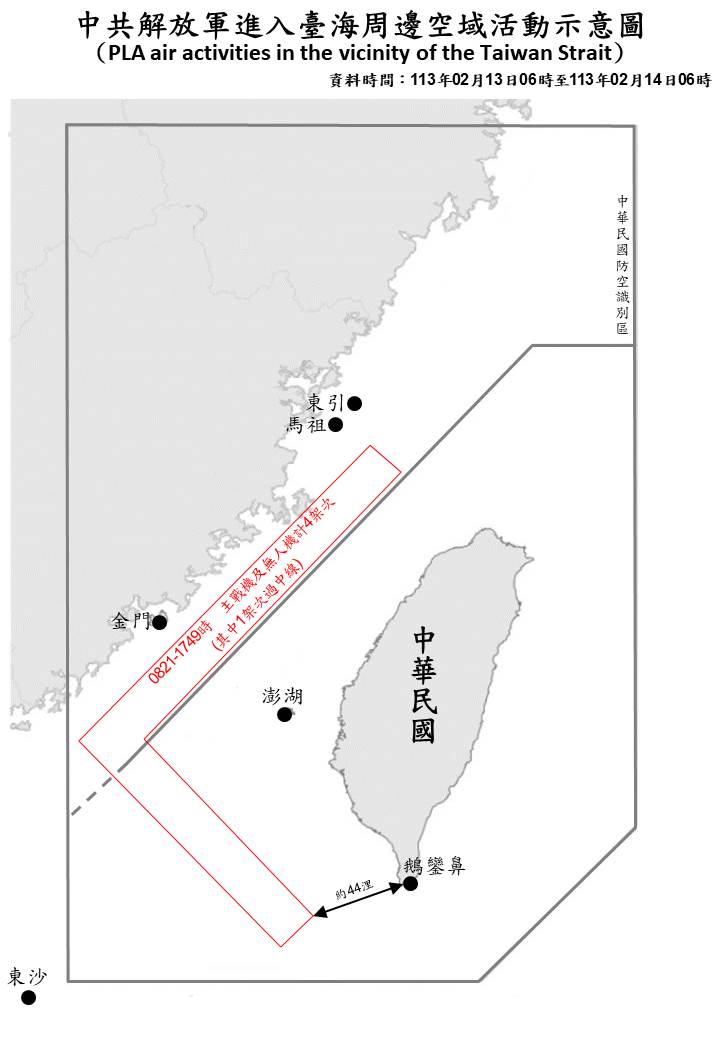 中共解放軍進入臺海周邊空域活動示意圖
（PLA air activities in the vicinity of the Taiwan Strait）
資料時間：113年02月13日06時至113年02月14日06時
中華民國防空識別區
東引
馬祖
0821-1749時　主戰機及無人機計4架次
(其中1架次過中線)
金門
中華民國
澎湖
鵝鑾鼻
約44浬
東沙